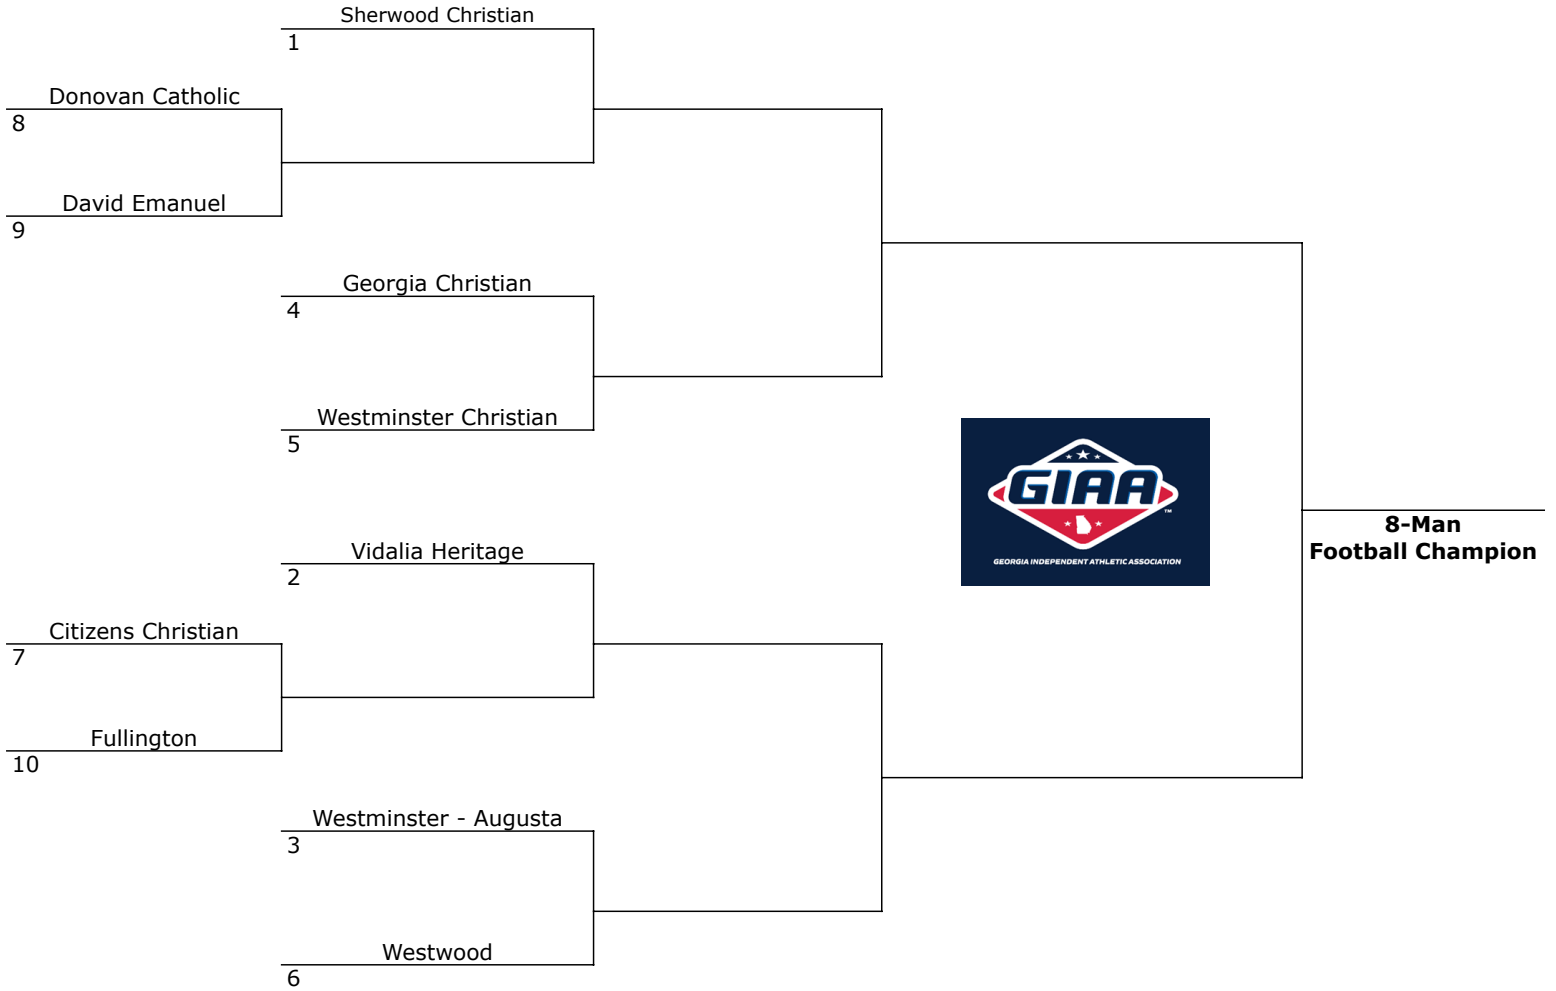 Sherwood Christian
1
Donovan Catholic
8
David Emanuel
9
Georgia Christian
4
Westminster Christian
5
GIAA
TM
GEORGIA INDEPENDENT ATHLETIC ASSOCIATION
8-Man
Football Champion
Vidalia Heritage
2
Citizens Christian
7
Fullington
10
Westminster - Augusta
3
Westwood
6